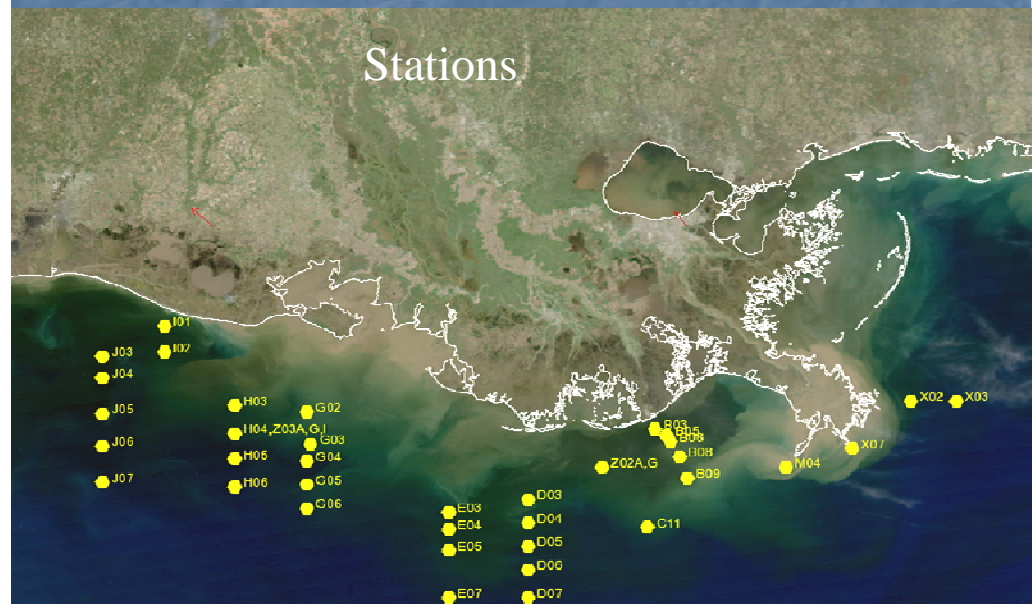 Stations
I01
I02
J03
J04
J05
J06
J07
H03
H04,Z03A,G,I
H05
H06
G02
G03
G04
G05
G06
E03
E04
E05
E07
D03
D04
D05
D06
D07
Z02A,G
B03
B05
B06
B08
B09
C11
M04
X07
X02
X03